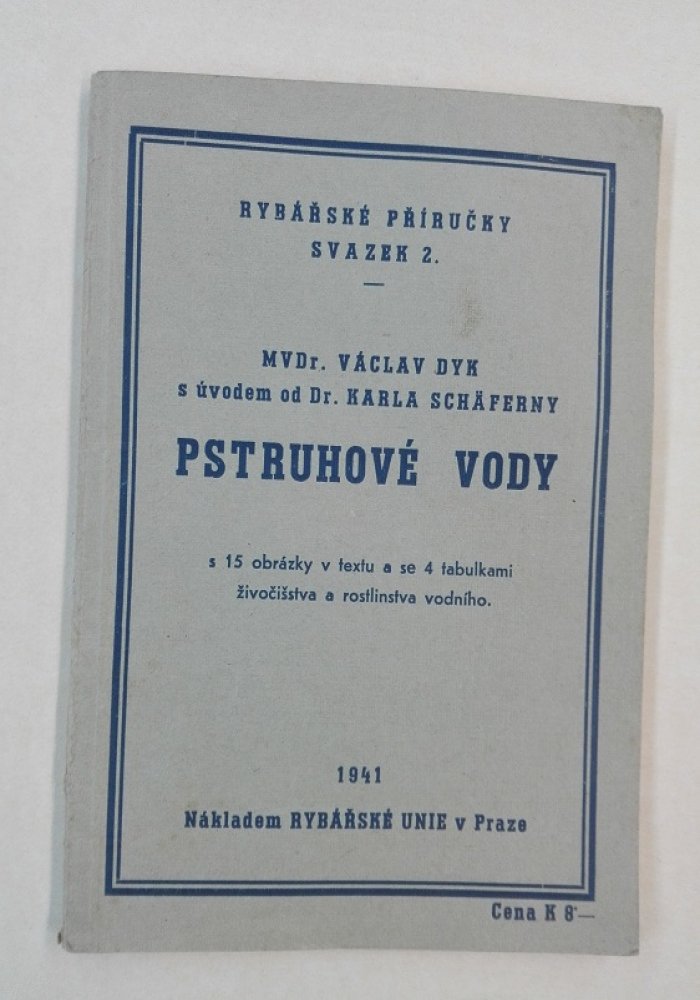 RYBÁŘSKÉ PŘÍRUČKY
SVAZEK 2.
—
MVDr. VÁCLAV DYK
s úvodem od Dr. KARLA SCHÄFERNY
PSTRUHOVÉ VODY
s 15 obrázky v textu a se 4 tabulkami
živočišstva a rostlinstva vodního.
1941
Nákladem RYBÁŘSKÉ UNIE v Praze
Cena K 8·—